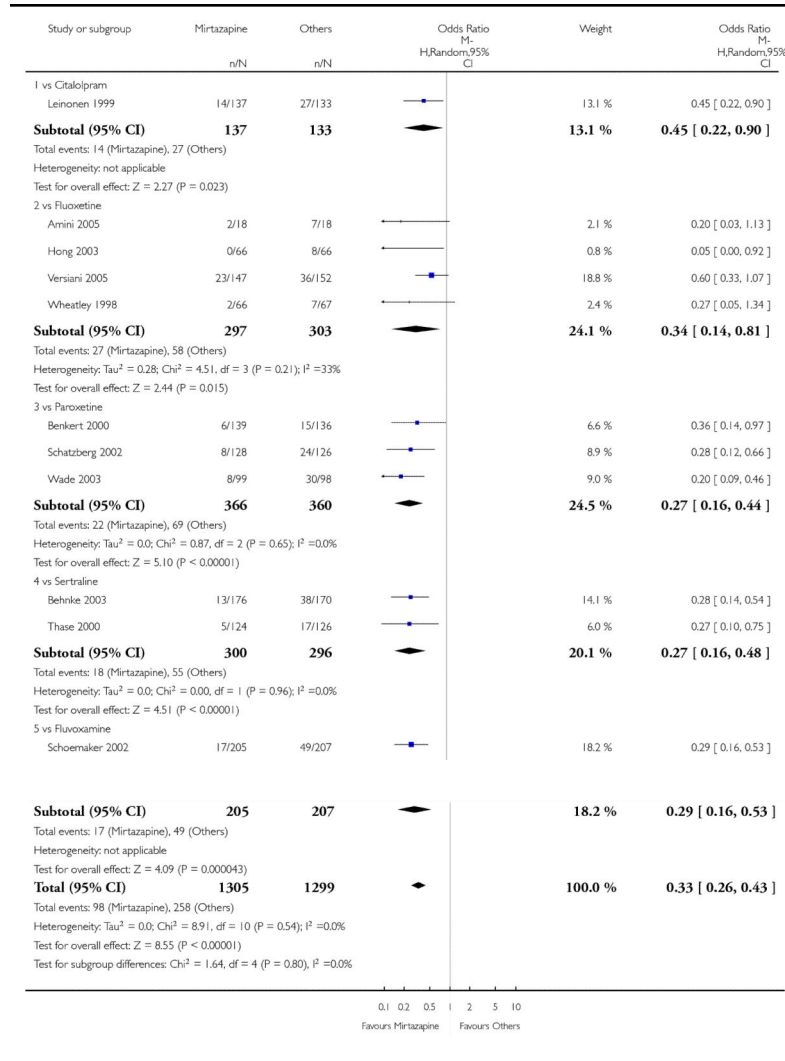 Study or subgroup Mirtazapine Others Odds Ratio Weight Odds Ratio
M- M-
H,Random,95% H,Random,95%
n/N n/N CI CI
1 vs Citalolpram
Leinonen 1999 14/137 27/133 13.1 % 0.45 [ 0.22, 0.90 ]
Subtotal (95% CI) 137 133 13.1 % 0.45 [ 0.22, 0.90 ]
Total events: 14 (Mirtazapine), 27 (Others)
Heterogeneity: not applicable
Test for overall effect: Z = 2.27 (P = 0.023)
2 vs Fluoxetine
Amini 2005 2/18 7/18 2.1 % 0.20 [ 0.03, 1.13 ]
Hong 2003 0/66 8/66 0.8 % 0.05 [ 0.00, 0.92 ]
Versiani 2005 23/147 36/152 18.8 % 0.60 [ 0.33, 1.07 ]
Wheatley 1998 2/66 7/67 2.4 % 0.27 [ 0.05, 1.34 ]
Subtotal (95% CI) 297 303 24.1 % 0.34 [ 0.14, 0.81 ]
Total events: 27 (Mirtazapine), 58 (Others)
Heterogeneity: Tau² = 0.28; Chi² = 4.51, df = 3 (P = 0.21); I² =33%
Test for overall effect: Z = 2.44 (P = 0.015)
3 vs Paroxetine
Benkert 2000 6/139 15/136 6.6 % 0.36 [ 0.14, 0.97 ]
Schatzberg 2002 8/128 24/126 8.9 % 0.28 [ 0.12, 0.66 ]
Wade 2003 8/99 30/98 9.0 % 0.20 [ 0.09, 0.46 ]
Subtotal (95% CI) 366 360 24.5 % 0.27 [ 0.16, 0.44 ]
Total events: 22 (Mirtazapine), 69 (Others)
Heterogeneity: Tau² = 0.0; Chi² = 0.87, df = 2 (P = 0.65); I² =0.0%
Test for overall effect: Z = 5.10 (P < 0.00001)
4 vs Sertraline
Behnke 2003 13/176 38/170 14.1 % 0.28 [ 0.14, 0.54 ]
Thase 2000 5/124 17/126 6.0 % 0.27 [ 0.10, 0.75 ]
Subtotal (95% CI) 300 296 20.1 % 0.27 [ 0.16, 0.48 ]
Total events: 18 (Mirtazapine), 55 (Others)
Heterogeneity: Tau² = 0.0; Chi² = 0.00, df = 1 (P = 0.96); I² =0.0%
Test for overall effect: Z = 4.51 (P < 0.00001)
5 vs Fluvoxamine
Schoemaker 2002 17/205 49/207 18.2 % 0.29 [ 0.16, 0.53 ]
Subtotal (95% CI) 205 207 18.2 % 0.29 [ 0.16, 0.53 ]
Total events: 17 (Mirtazapine), 49 (Others)
Heterogeneity: not applicable
Test for overall effect: Z = 4.09 (P = 0.000043)
Total (95% CI) 1305 1299 100.0 % 0.33 [ 0.26, 0.43 ]
Total events: 98 (Mirtazapine), 258 (Others)
Heterogeneity: Tau² = 0.0; Chi² = 8.91, df = 10 (P = 0.54); I² =0.0%
Test for overall effect: Z = 8.55 (P < 0.00001)
Test for subgroup differences: Chi² = 1.64, df = 4 (P = 0.80), I² =0.0%
0.1 0.2 0.5 1 2 5 10
Favours Mirtazapine Favours Others